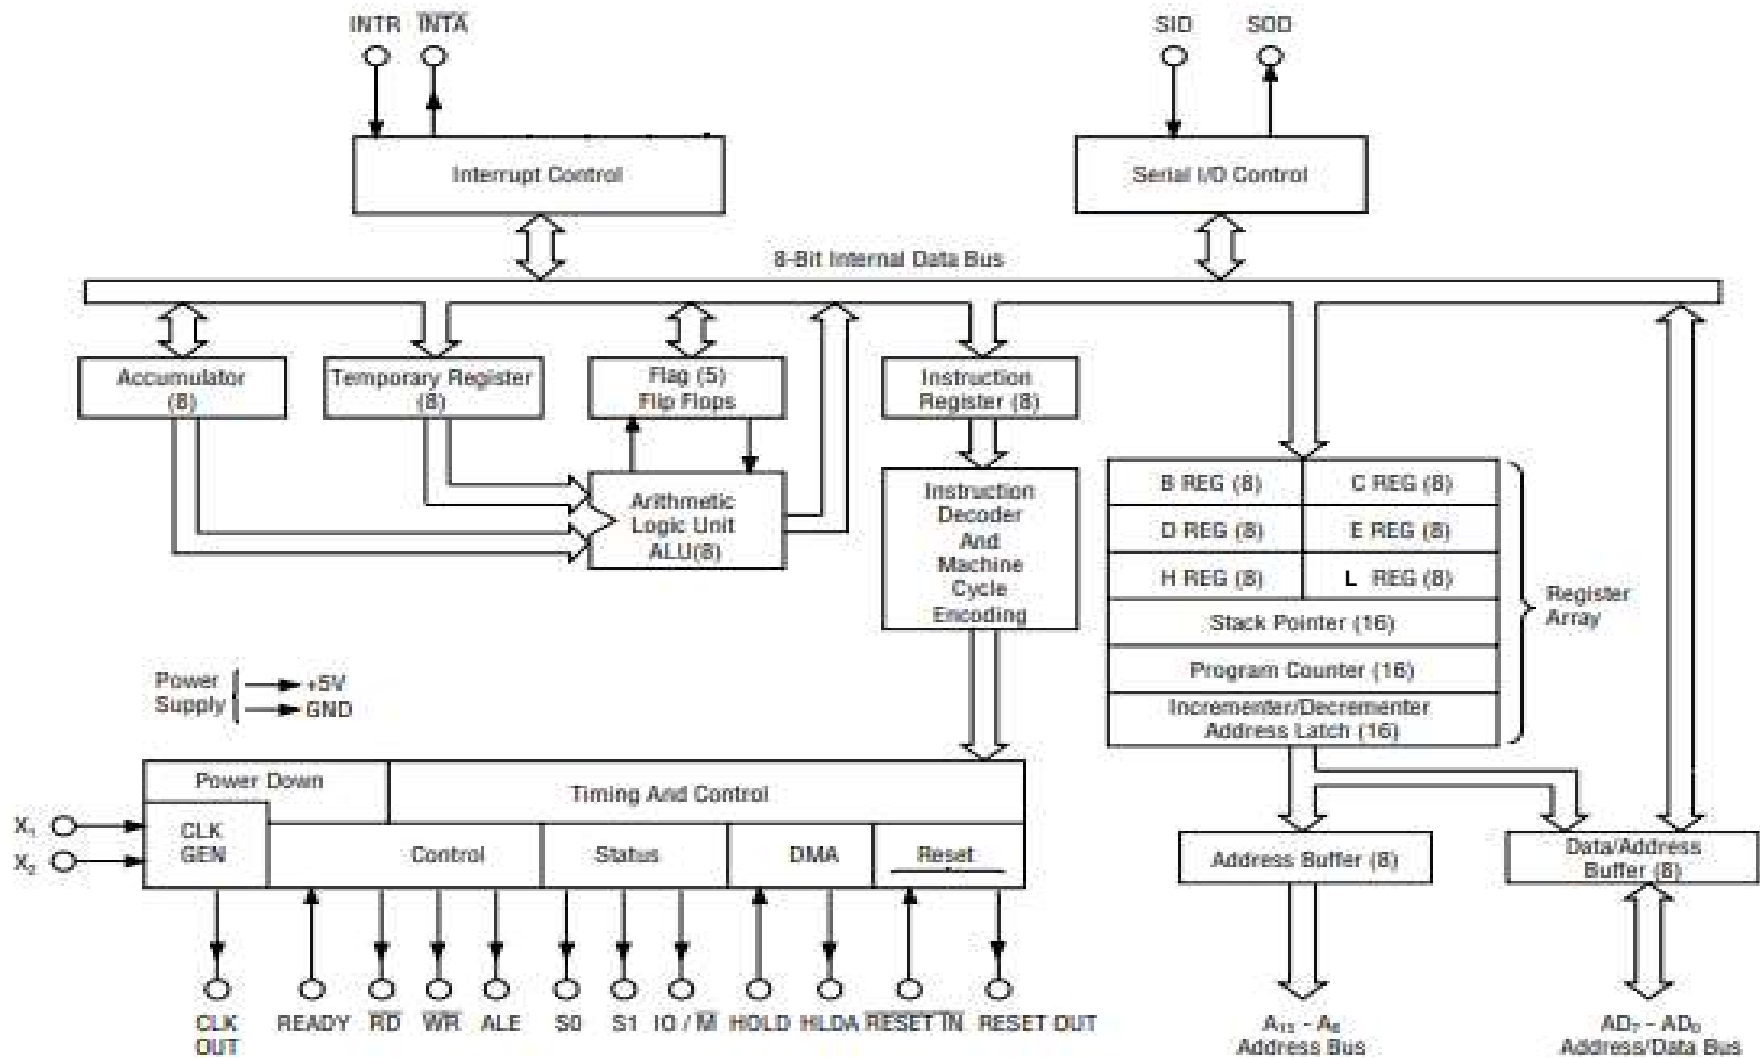 INTR INTA
SID SOD
Interrupt Control
Serial I/O Control
8-Bit Internal Data Bus
Accumulator
(8)
Temporary Register
(8)
Flag (5)
Flip Flops
Instruction
Register (8)
Arithmetic
Logic Unit
ALU(8)
Instruction
Decoder
And
Machine
Cycle
Encoding
B REG (8)
C REG (8)
D REG (8)
E REG (8)
H REG (8)
L REG (8)
Stack Pointer (16)
Program Counter (16)
Incrementer/Decrementer
Address Latch (16)
Register
Array
Power
Supply
+5V
GND
Power Down
Timing And Control
X₁
X₂
CLK
GEN
Control
Status
DMA
Reset
Address Buffer (8)
Data/Address
Buffer (8)
CLK
OUT
READY RD WR ALE S0 S1 IO / M HOLD HLDA RESET IN RESET OUT
A₁₅ - A₈
Address Bus
AD₇ - AD₀
Address/Data Bus